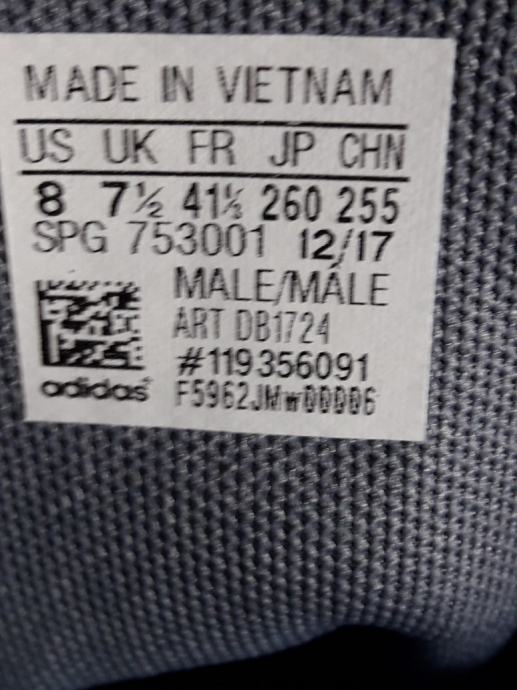 MADE IN VIETNAM
US UK FR JP CHN
8 7½ 41⅓ 260 255
SPG 753001 12/17
MALE/MÂLE
ART DB1724
#119356091
adidas
F5962JMw00006